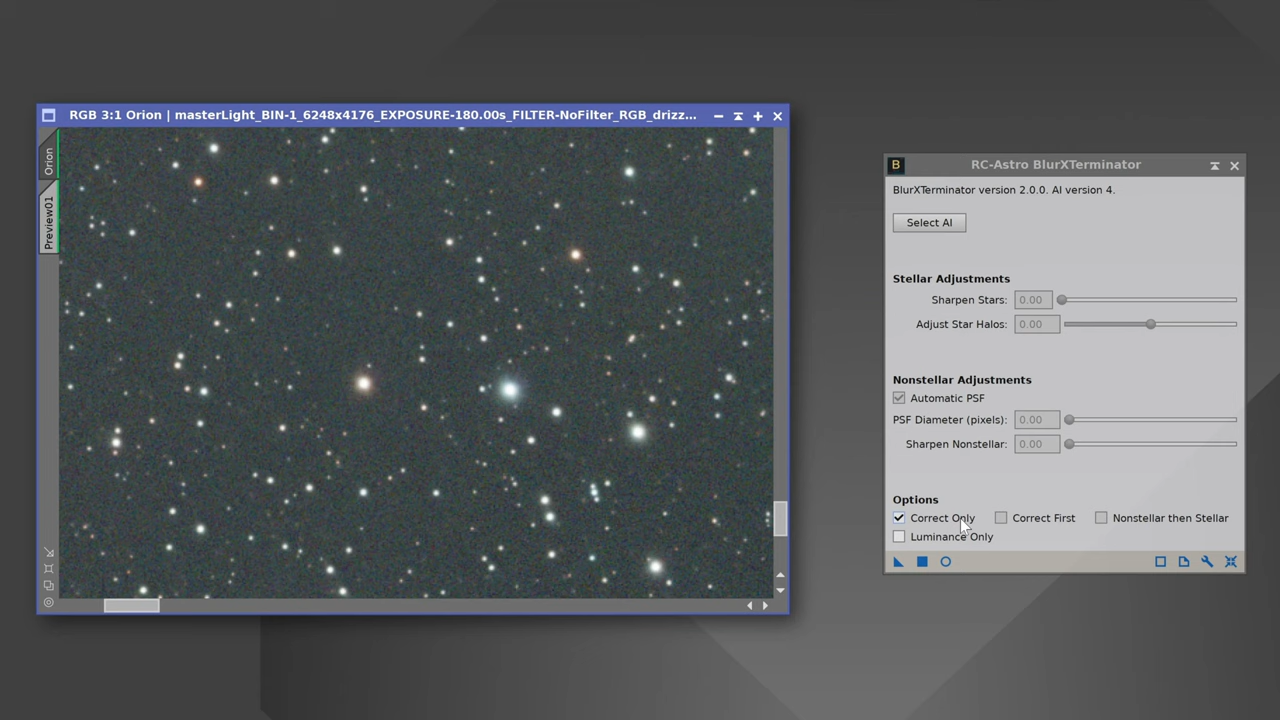 RGB 3:1 Orion | masterLight_BIN-1_6248x4176_EXPOSURE-180.00s_FILTER-NoFilter_RGB_drizz...
Orion
Preview01
B
RC-Astro BlurXTerminator
BlurXTerminator version 2.0.0. AI version 4.
Select AI
Stellar Adjustments
Sharpen Stars: 0.00
Adjust Star Halos: 0.00
Nonstellar Adjustments
Automatic PSF
PSF Diameter (pixels): 0.00
Sharpen Nonstellar: 0.00
Options
Correct Only Correct First Nonstellar then Stellar
Luminance Only